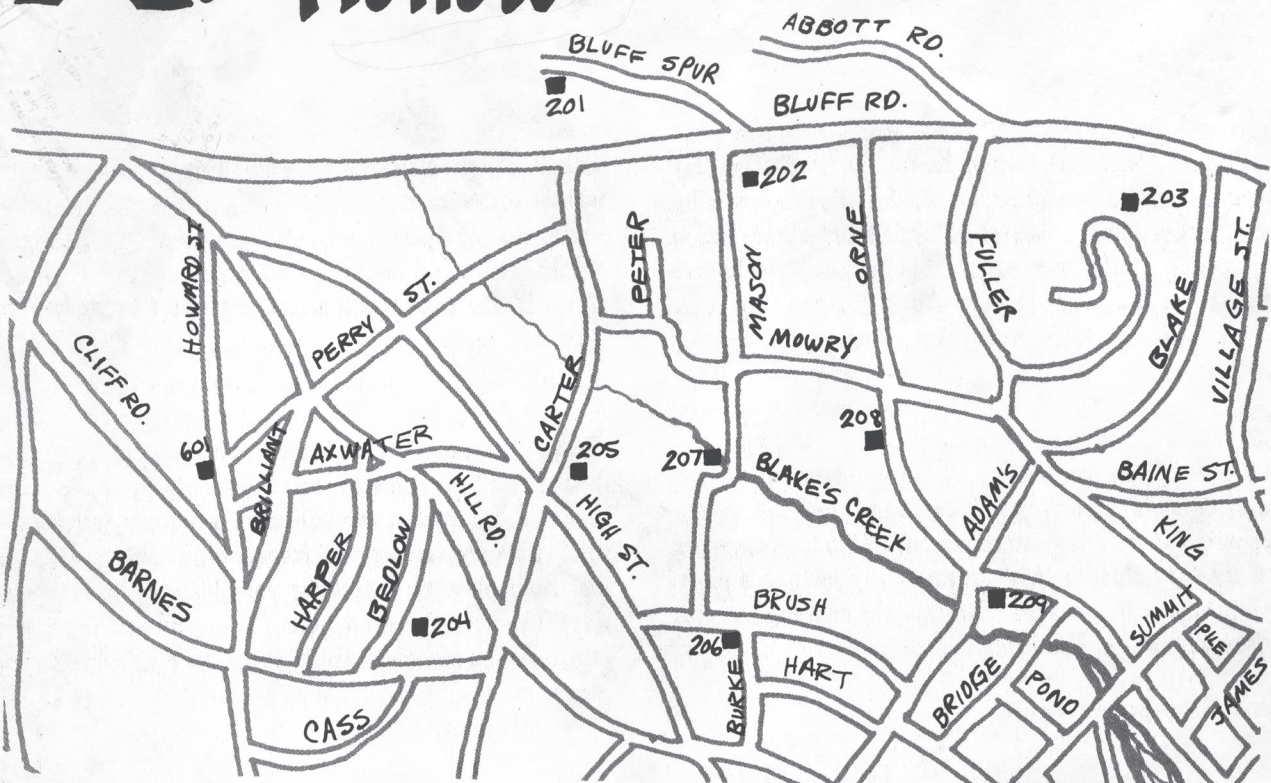 Hollow
ABBOTT RD.
BLUFF SPUR
201
BLUFF RD.
202
203
HOWARD ST.
PETER
MASON
ORNE
FULLER
BLAKE
VILLAGE ST.
PERRY ST.
CLIFF RD.
MOWRY
CARTER
601
BRILLIANT
AXWATER
205
207
208
BLAKE'S CREEK
ADAM'S
BAINE ST.
HILL RD.
HIGH ST.
KING
BARNES
HARPER
BEDLOW
204
BRUSH
209
SUMMIT
PILE
206
BURKE
HART
BRIDGE
POND
JAMES
CASS